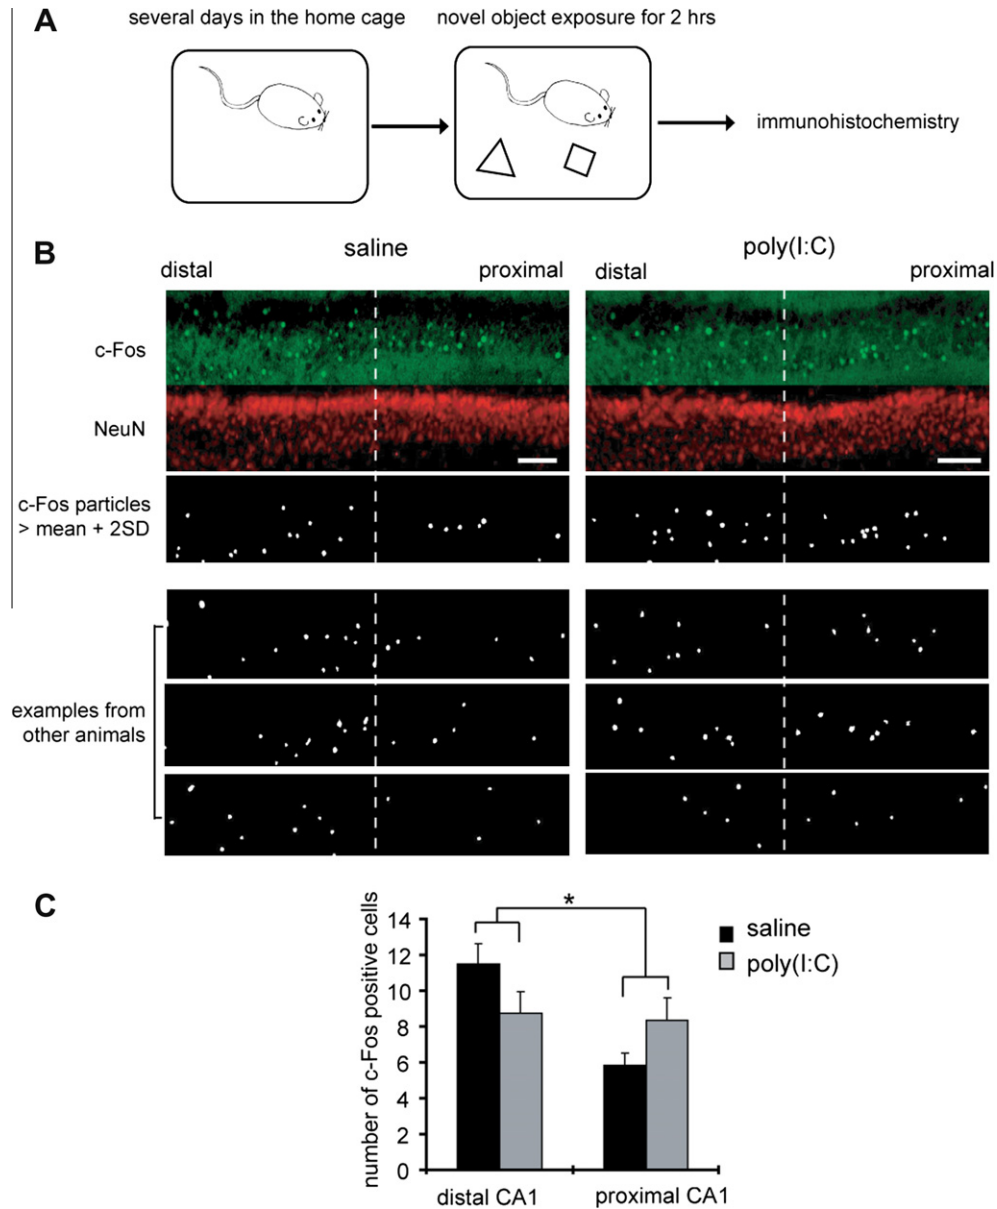 A
several days in the home cage
novel object exposure for 2 hrs
immunohistochemistry
B
saline
poly(I:C)
distal
proximal
distal
proximal
c-Fos
NeuN
c-Fos particles
> mean + 2SD
examples from
other animals
C
number of c-Fos positive cells
14
12
10
8
6
4
2
0
*
saline
poly(I:C)
distal CA1
proximal CA1